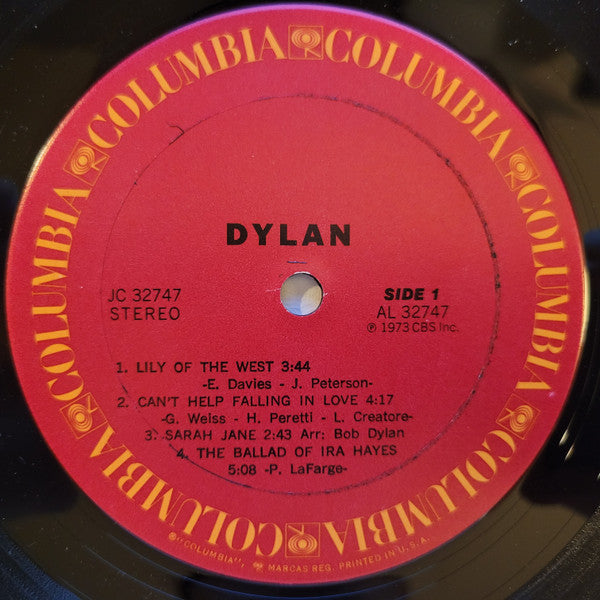 COLUMBIA COLUMBIA COLUMBIA COLUMBIA COLUMBIA COLUMBIA
DYLAN
JC 32747
STEREO
SIDE 1
AL 32747
℗ 1973 CBS Inc.
1. LILY OF THE WEST 3:44
-E. Davies - J. Peterson-
2. CAN'T HELP FALLING IN LOVE 4:17
-G. Weiss - H. Peretti - L. Creatore-
3. SARAH JANE 2:43 Arr: Bob Dylan
4. THE BALLAD OF IRA HAYES
5:08 -P. LaFarge-
"COLUMBIA", MARCAS REG. PRINTED IN U.S.A.